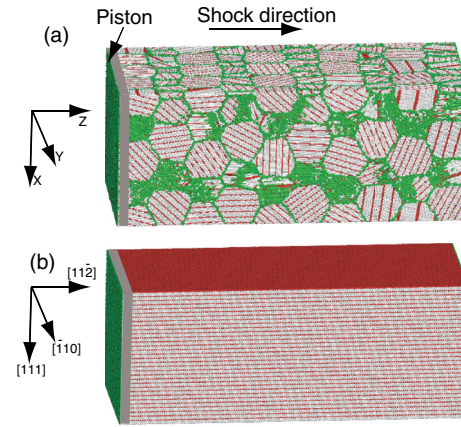 Piston
Shock direction
(a)
Z
Y
X
(b)
[112̄]
[1̄10]
[111]